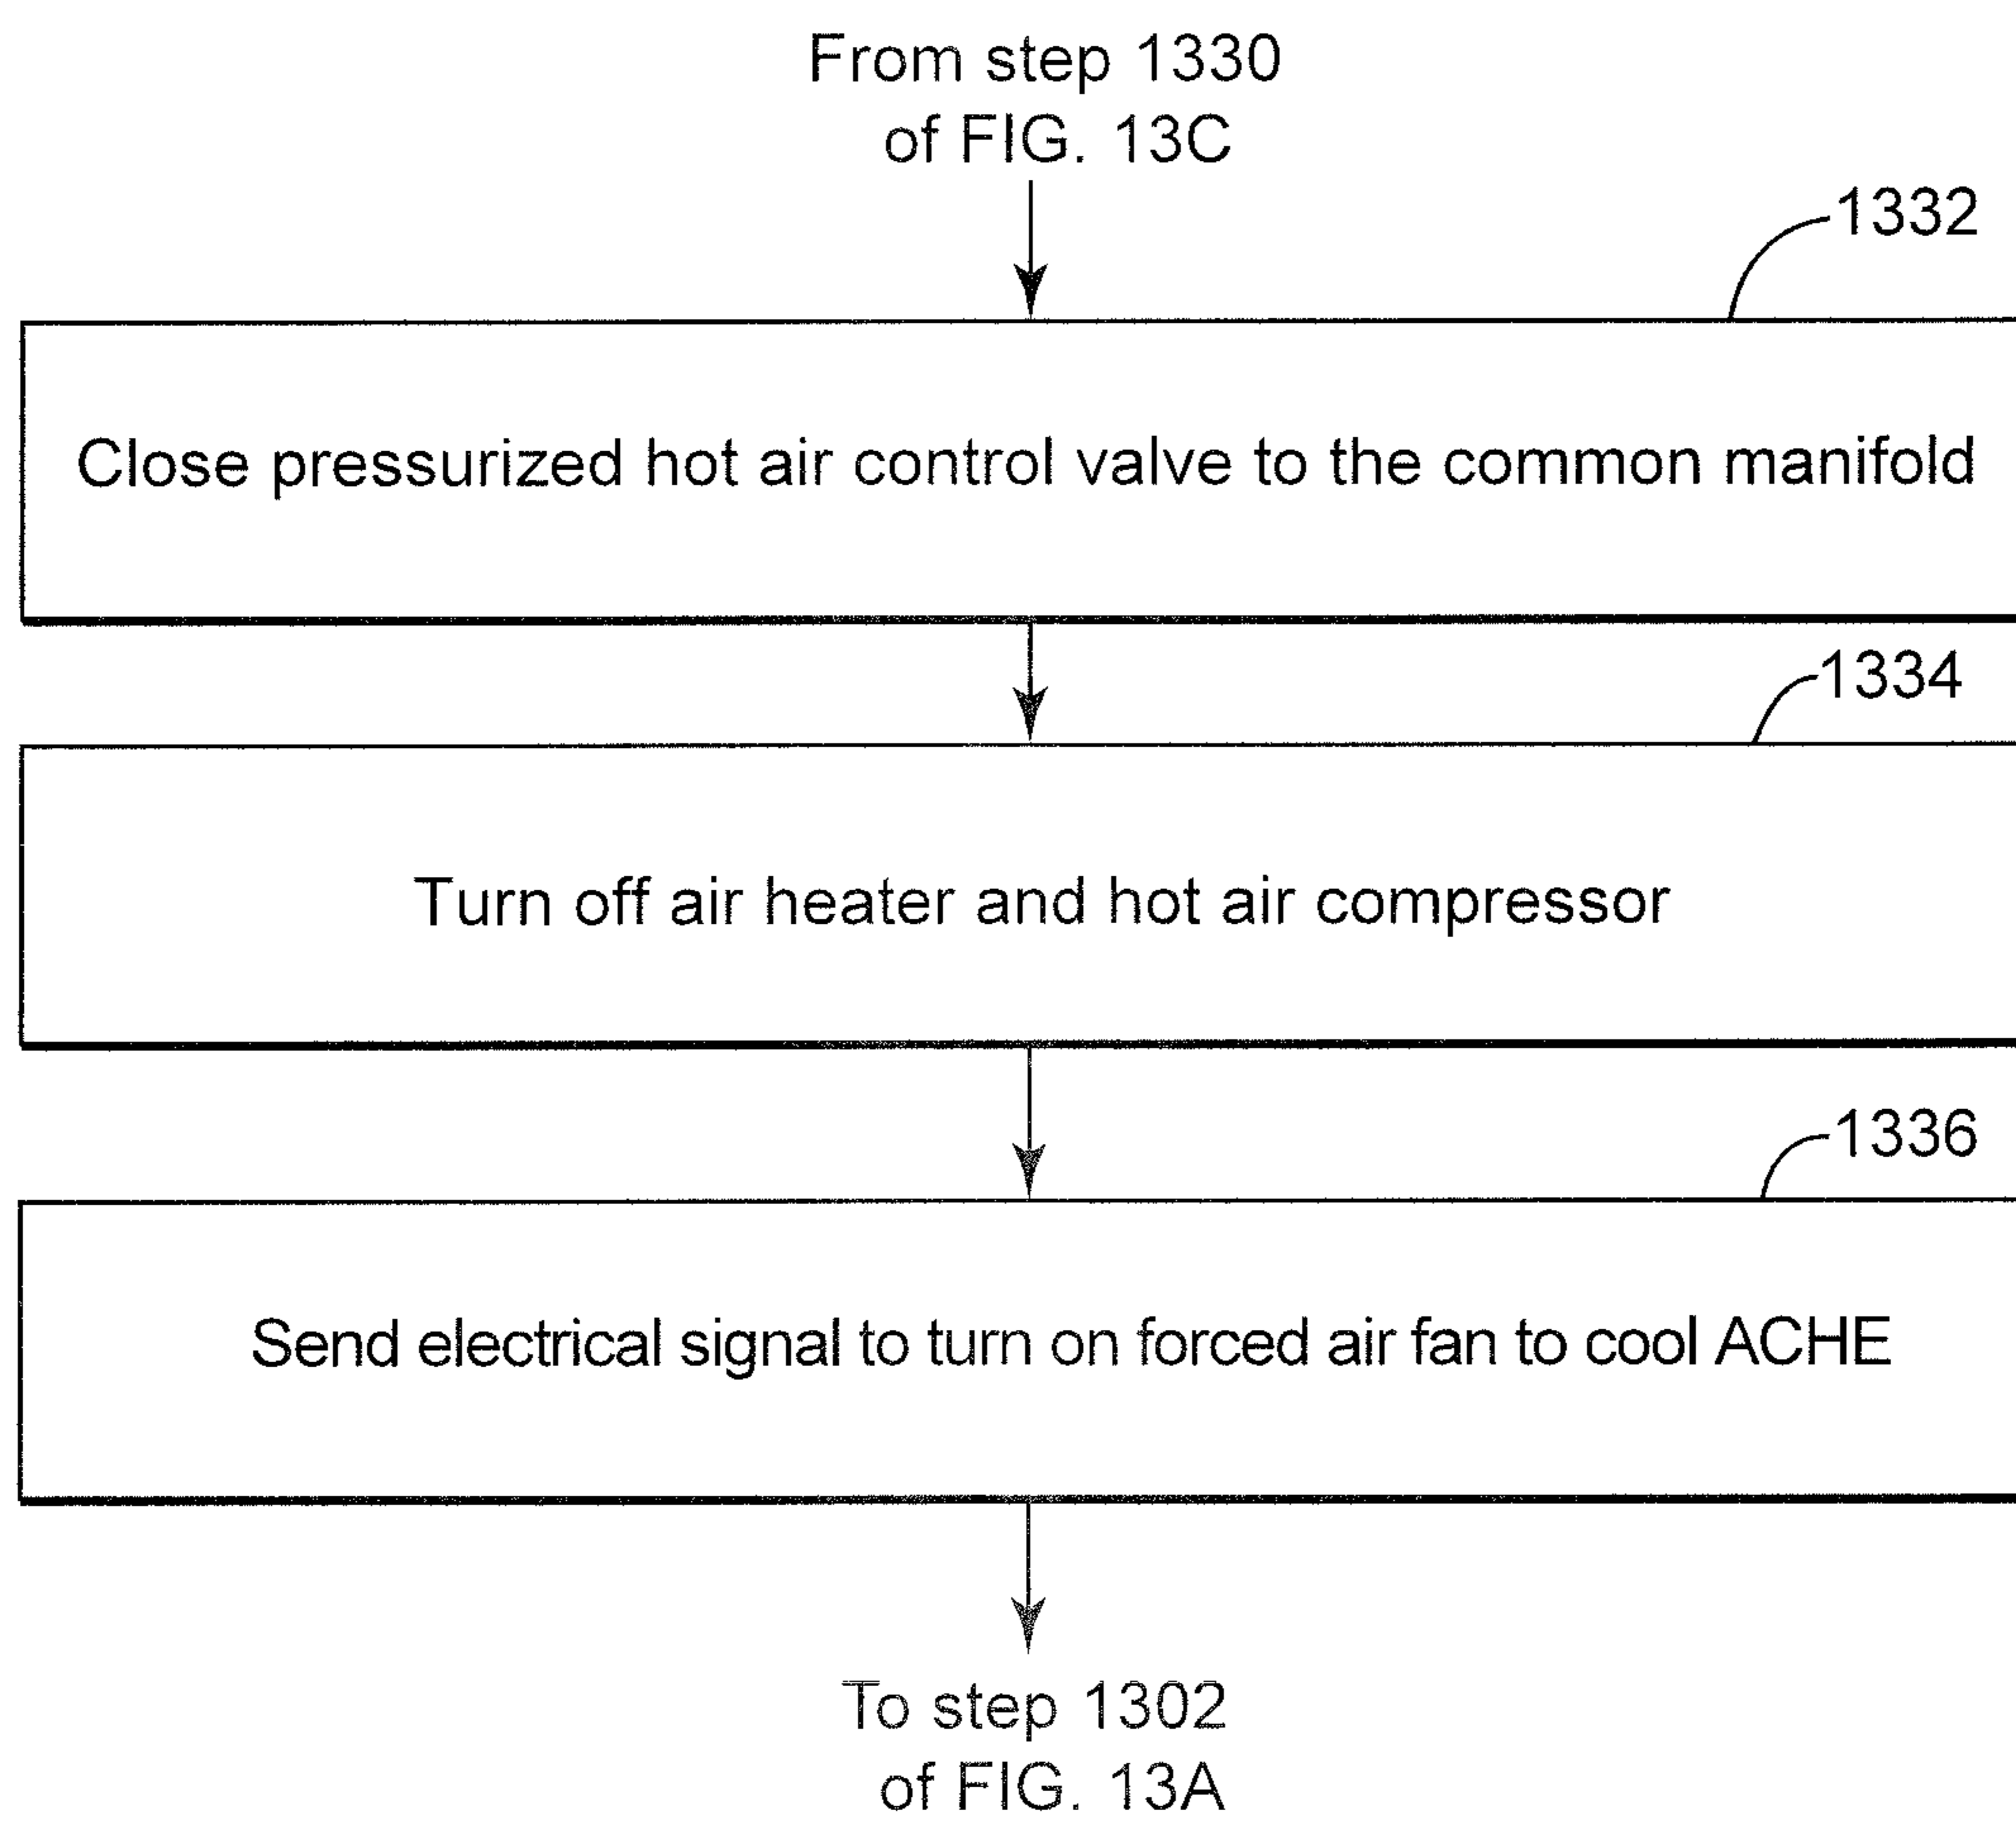 From step 1330
of FIG. 13C
1332
Close pressurized hot air control valve to the common manifold
1334
Turn off air heater and hot air compressor
1336
Send electrical signal to turn on forced air fan to cool ACHE
To step 1302
of FIG. 13A